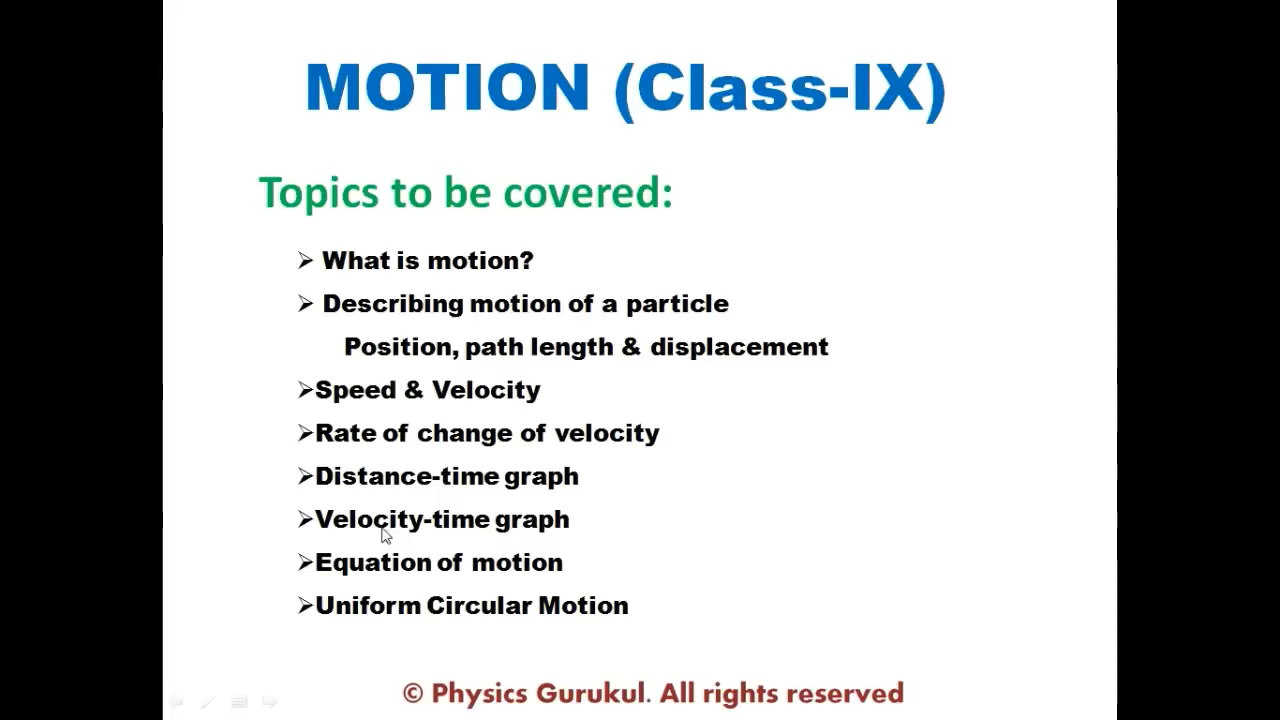 MOTION (Class-IX)
Topics to be covered:
➢ What is motion?
➢ Describing motion of a particle
Position, path length & displacement
➢Speed & Velocity
➢Rate of change of velocity
➢Distance-time graph
➢Velocity-time graph
➢Equation of motion
➢Uniform Circular Motion
© Physics Gurukul. All rights reserved